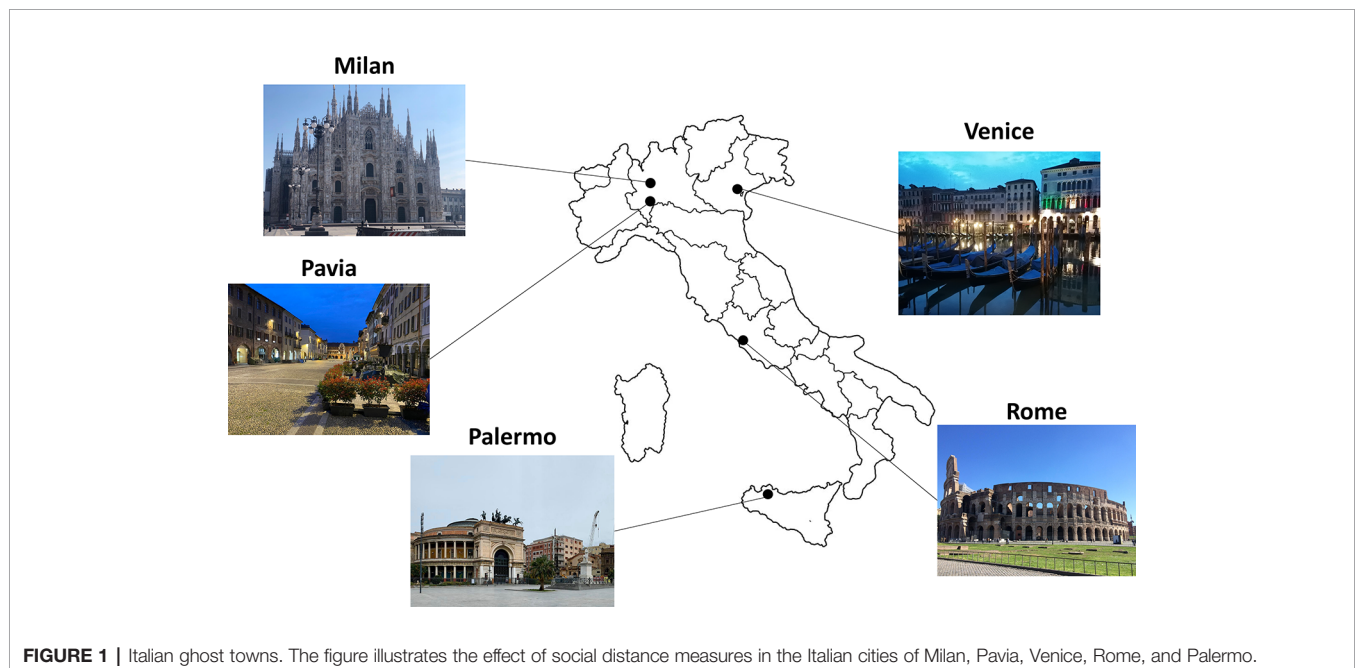 Milan
Venice
Pavia
Rome
Palermo
FIGURE 1 | Italian ghost towns. The figure illustrates the effect of social distance measures in the Italian cities of Milan, Pavia, Venice, Rome, and Palermo.